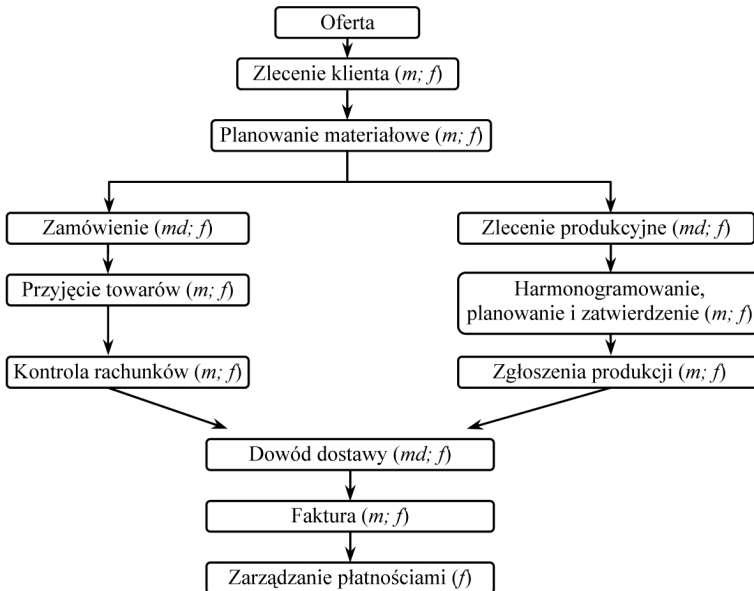 Oferta
Zlecenie klienta (m; f)
Planowanie materiałowe (m; f)
Zamówienie (md; f)
Zlecenie produkcyjne (md; f)
Przyjęcie towarów (m; f)
Harmonogramowanie,
planowanie i zatwierdzenie (m; f)
Kontrola rachunków (m; f)
Zgłoszenia produkcji (m; f)
Dowód dostawy (md; f)
Faktura (m; f)
Zarządzanie płatnościami (f)